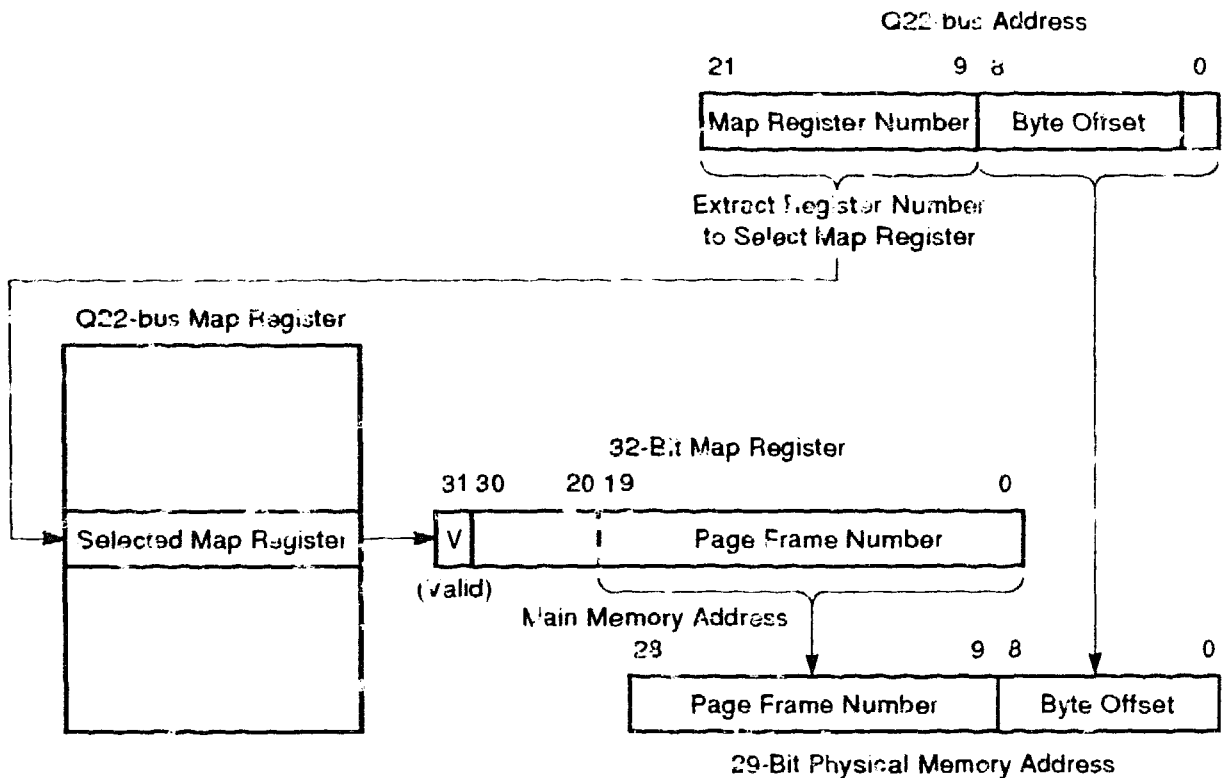 Q22-bus Address
21 9 8 0
Map Register Number Byte Offset
Extract Register Number
to Select Map Register
Q22-bus Map Register
32-Bit Map Register
31 30 20 19 0
Selected Map Register V Page Frame Number
(Valid)
Main Memory Address
28 9 8 0
Page Frame Number Byte Offset
29-Bit Physical Memory Address